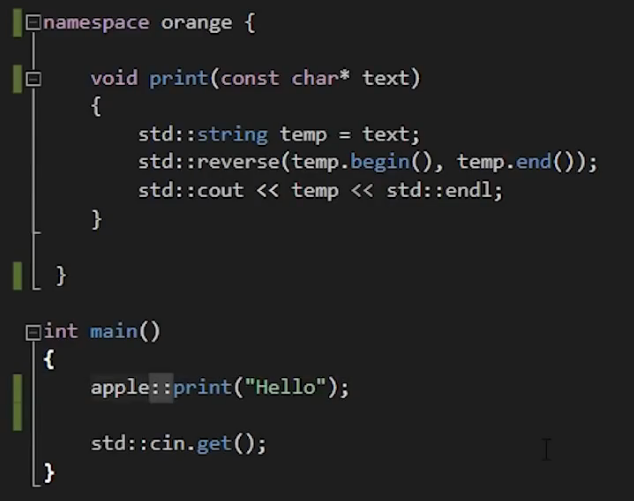 namespace orange {
void print(const char* text)
{
std::string temp = text;
std::reverse(temp.begin(), temp.end());
std::cout << temp << std::endl;
}
}
int main()
{
apple::print("Hello");
std::cin.get();
}